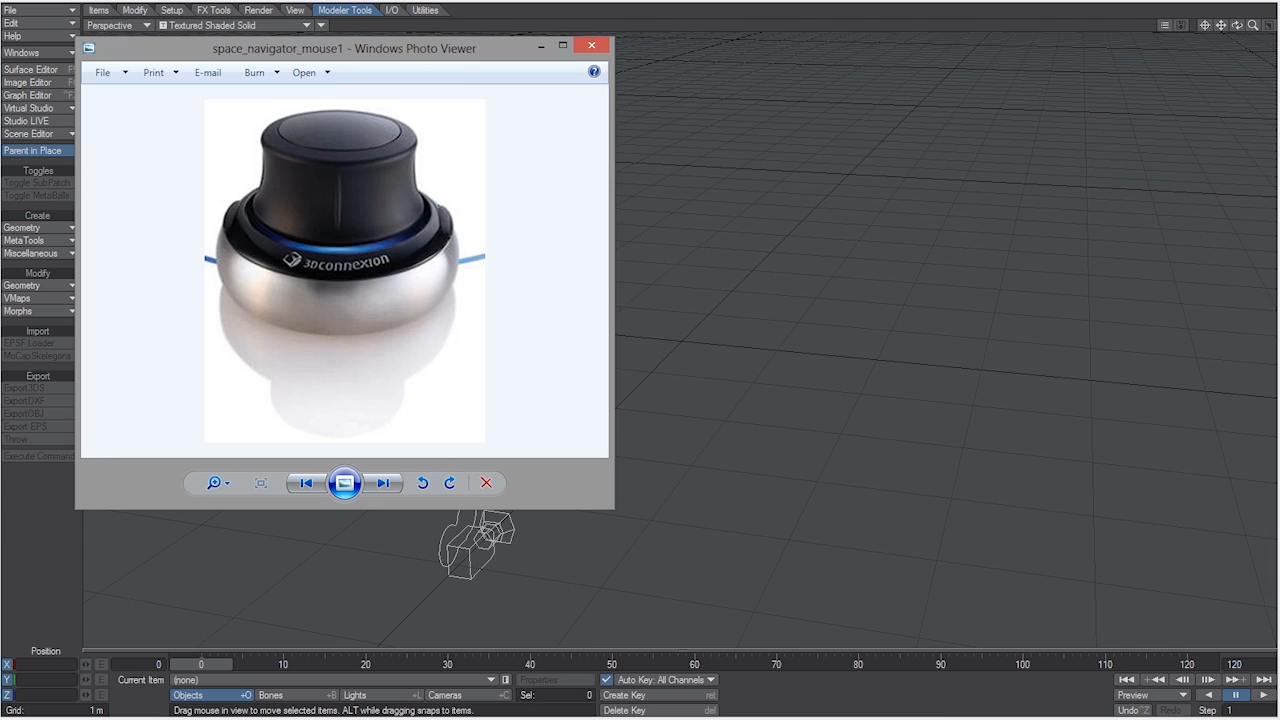 File Items Modify Setup FX Tools Render View Modeler Tools I/O Utilities
Edit Perspective T Textured Shaded Solid
Help
Windows
Surface Editor
Image Editor
Graph Editor
Virtual Studio
Studio LIVE
Scene Editor
Parent in Place
Toggles
Toggle SubPatch
Toggle MetaBalls
Create
Geometry
MetaTools
Miscellaneous
Modify
Geometry
VMaps
Morphs
Import
EPSF Loader
MoCapSkelegons
Export
Export3DS
ExportDXF
ExportOBJ
Export EPS
Throw
Execute Command
space_navigator_mouse1 - Windows Photo Viewer
File Print E-mail Burn Open
3Dconnexion
Position
X E 0 0 10 20 30 40 50 60 70 80 90 100 110 120 120
Y E Current Item (none) Properties Auto Key: All Channels
Z E Objects +O Bones +B Lights +L Cameras +C Sel: 0 Create Key ret Preview
Grid: 1 m Drag mouse in view to move selected items. ALT while dragging snaps to items. Delete Key del Undo ^Z Redo Step 1